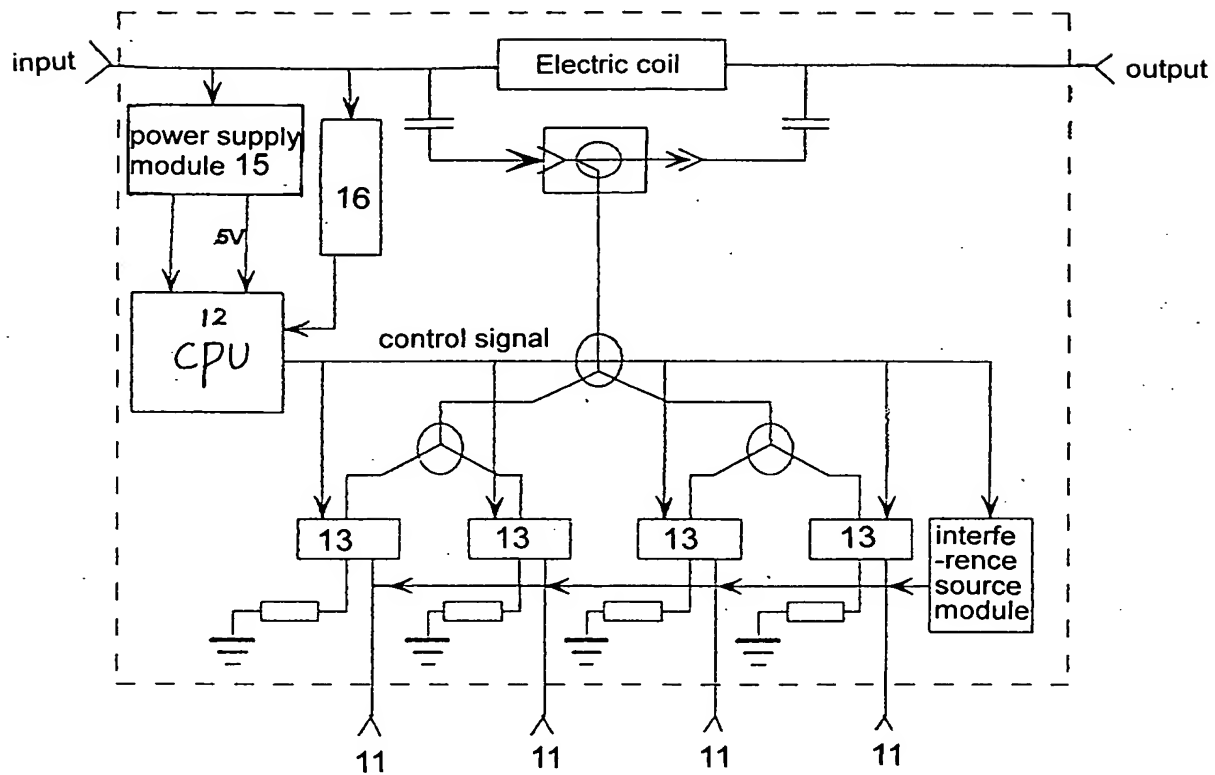 input
Electric coil
output
power supply
module 15
16
5V
12
CPU
control signal
13
13
13
13
interfe
-rence
source
module
11
11
11
11